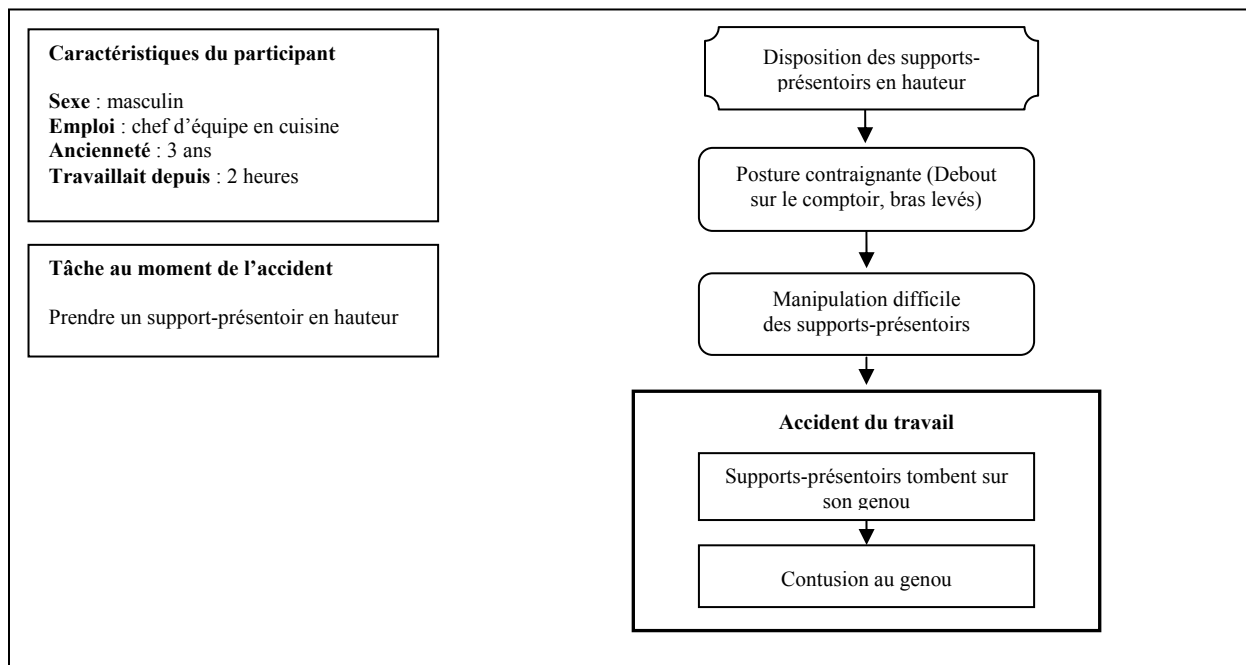 Caractéristiques du participant
Sexe : masculin
Emploi : chef d’équipe en cuisine
Ancienneté : 3 ans
Travaillait depuis : 2 heures
Tâche au moment de l’accident
Prendre un support-présentoir en hauteur
Disposition des supports-
présentoirs en hauteur
Posture contraignante (Debout
sur le comptoir, bras levés)
Manipulation difficile
des supports-présentoirs
Accident du travail
Supports-présentoirs tombent sur
son genou
Contusion au genou